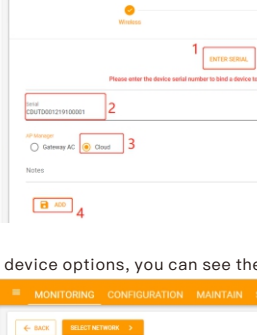 Wireless
1
ENTER SERIAL
Please enter the device serial number to bind a device to
Serial
CDUTD001219100001
2
AP Manager
Gateway AC
Cloud
3
Notes
ADD
4
device options, you can see the
MONITORING CONFIGURATION MAINTAIN
BACK
SELECT NETWORK